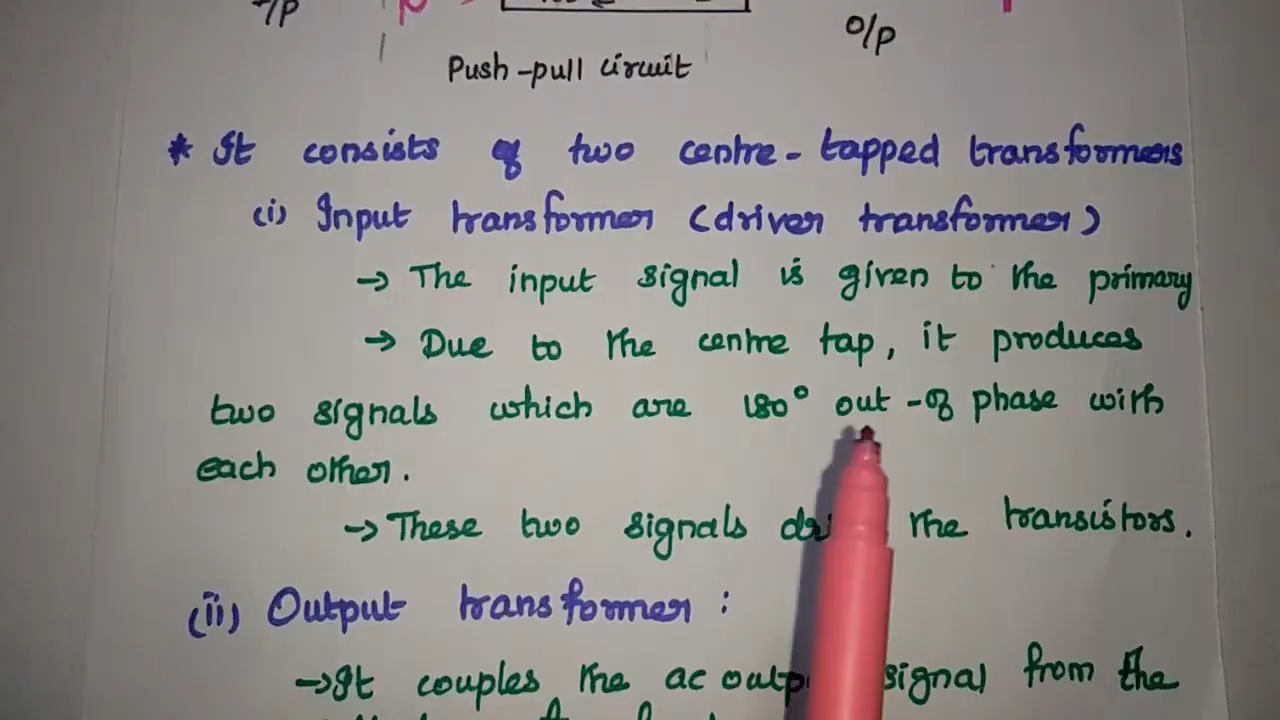 O/p
Push-pull circuit
* It consists of two centre-tapped transformers
(i) Input transformer (driver transformer)
→ The input signal is given to the primary
→ Due to the centre tap, it produces
two signals which are 180° out-of phase with
each other.
→ These two signals the transistors.
(ii) Output transformer :
→ It couples the ac signal from the